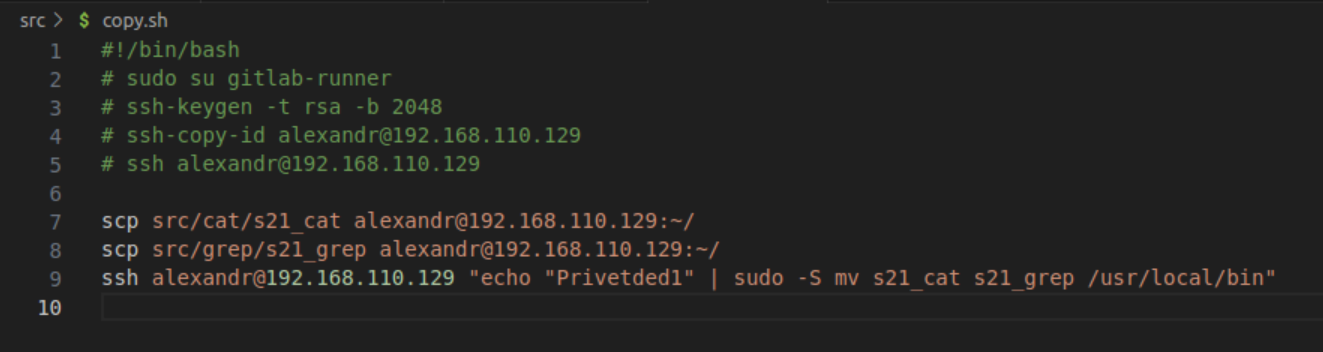 src > $ copy.sh
1 #!/bin/bash
2 # sudo su gitlab-runner
3 # ssh-keygen -t rsa -b 2048
4 # ssh-copy-id alexandr@192.168.110.129
5 # ssh alexandr@192.168.110.129
6
7 scp src/cat/s21_cat alexandr@192.168.110.129:~/
8 scp src/grep/s21_grep alexandr@192.168.110.129:~/
9 ssh alexandr@192.168.110.129 "echo "Privetded1" | sudo -S mv s21_cat s21_grep /usr/local/bin"
10